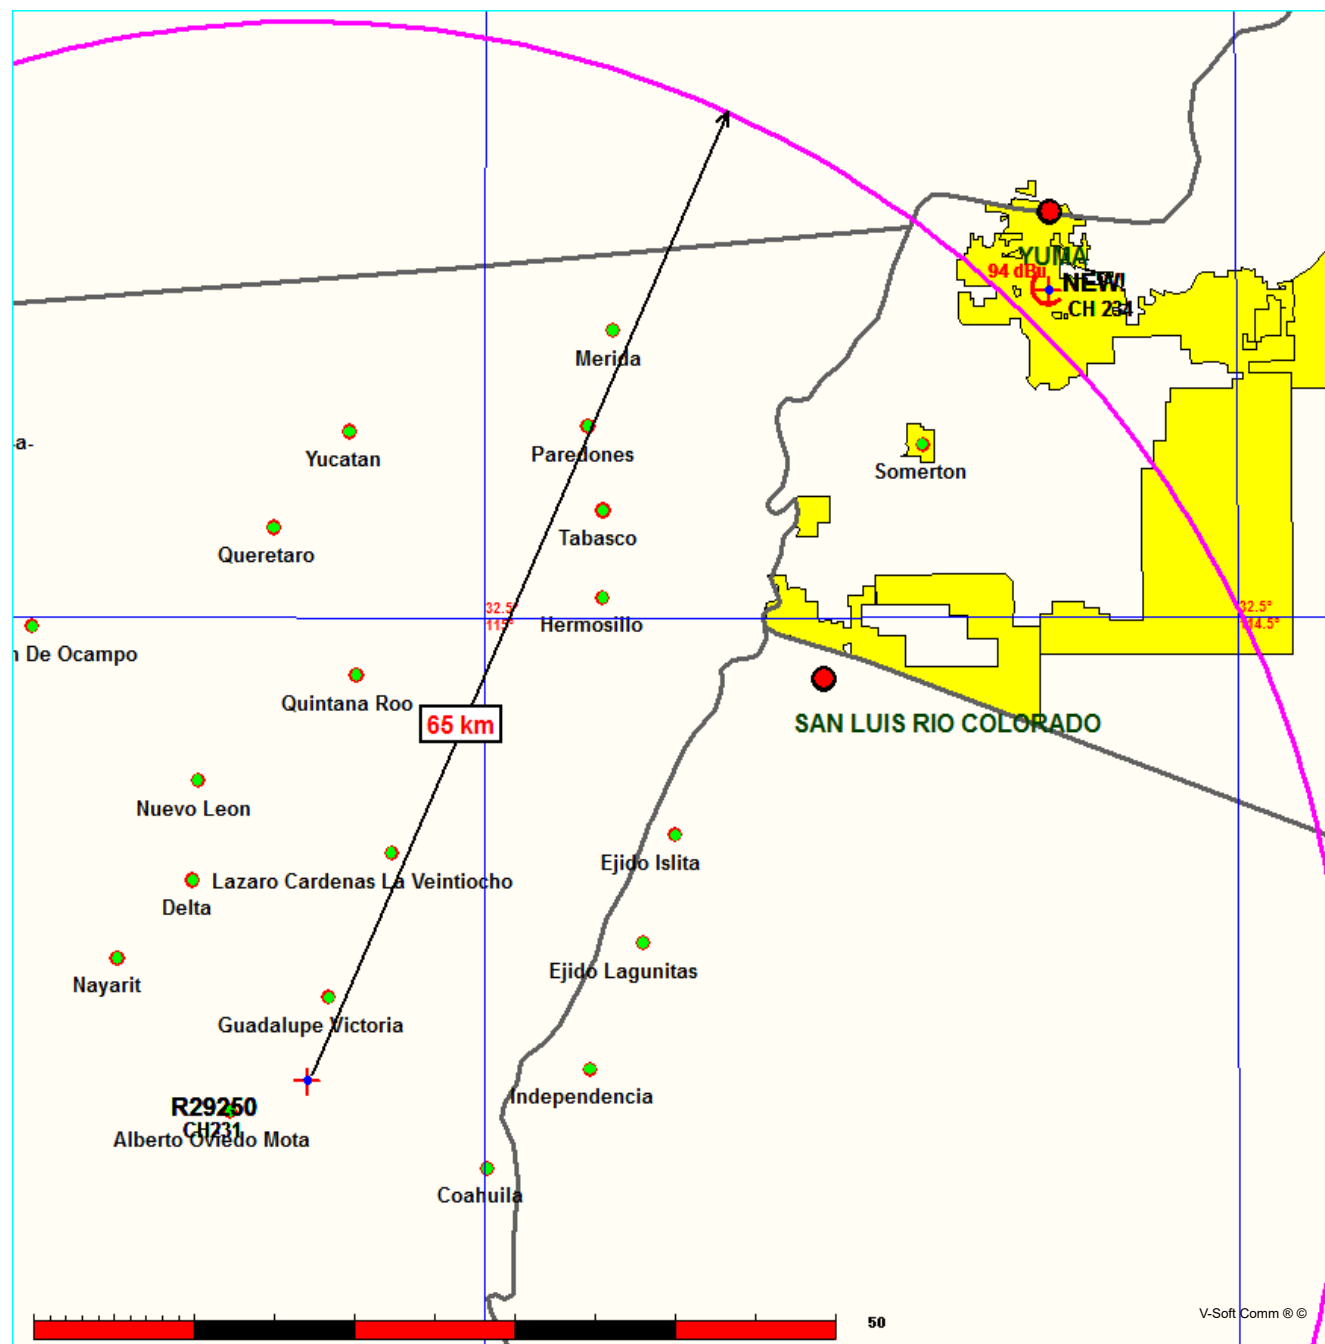 YUMA
94 dBu
NEW!
CH 234
Merida
-a-
Yucatan
Paredones
Somerton
Queretaro
Tabasco
32.5°
115°
32.5°
114.5°
Hermosillo
n De Ocampo
Quintana Roo
65 km
SAN LUIS RIO COLORADO
Nuevo Leon
Ejido Islita
Lazaro Cardenas La Veintiocho
Delta
Ejido Lagunitas
Nayarit
Guadalupe Victoria
Independencia
R29250
CH231
Alberto Oviedo Mota
Coahuila
V-Soft Comm ® ©
50